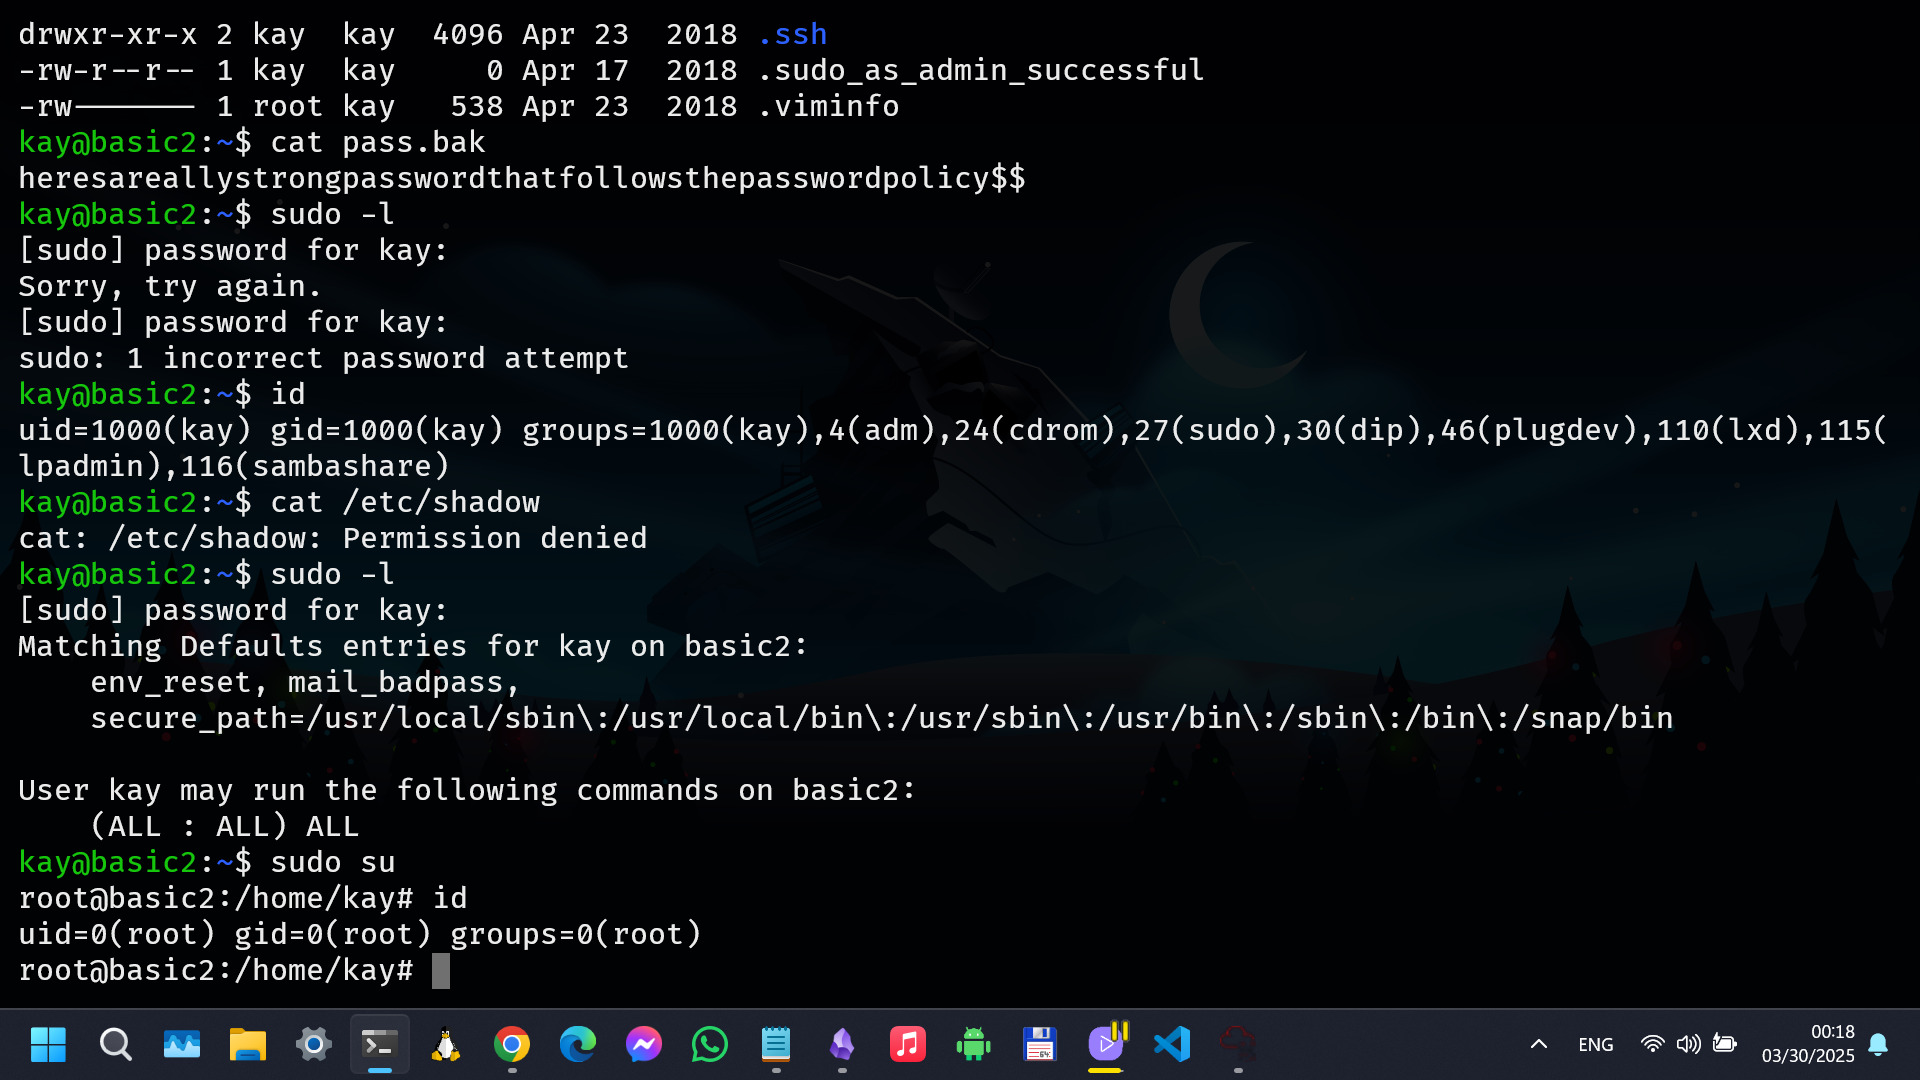 drwxr-xr-x 2 kay  kay  4096 Apr 23  2018 .ssh
-rw-r--r-- 1 kay  kay     0 Apr 17  2018 .sudo_as_admin_successful
-rw------- 1 root kay   538 Apr 23  2018 .viminfo
kay@basic2:~$ cat pass.bak
heresareallystrongpasswordthatfollowsthepasswordpolicy$$
kay@basic2:~$ sudo -l
[sudo] password for kay:
Sorry, try again.
[sudo] password for kay:
sudo: 1 incorrect password attempt
kay@basic2:~$ id
uid=1000(kay) gid=1000(kay) groups=1000(kay),4(adm),24(cdrom),27(sudo),30(dip),46(plugdev),110(lxd),115(
lpadmin),116(sambashare)
kay@basic2:~$ cat /etc/shadow
cat: /etc/shadow: Permission denied
kay@basic2:~$ sudo -l
[sudo] password for kay:
Matching Defaults entries for kay on basic2:
    env_reset, mail_badpass,
    secure_path=/usr/local/sbin\:/usr/local/bin\:/usr/sbin\:/usr/bin\:/sbin\:/bin\:/snap/bin

User kay may run the following commands on basic2:
    (ALL : ALL) ALL
kay@basic2:~$ sudo su
root@basic2:/home/kay# id
uid=0(root) gid=0(root) groups=0(root)
root@basic2:/home/kay#
64
ENG
00:18
03/30/2025